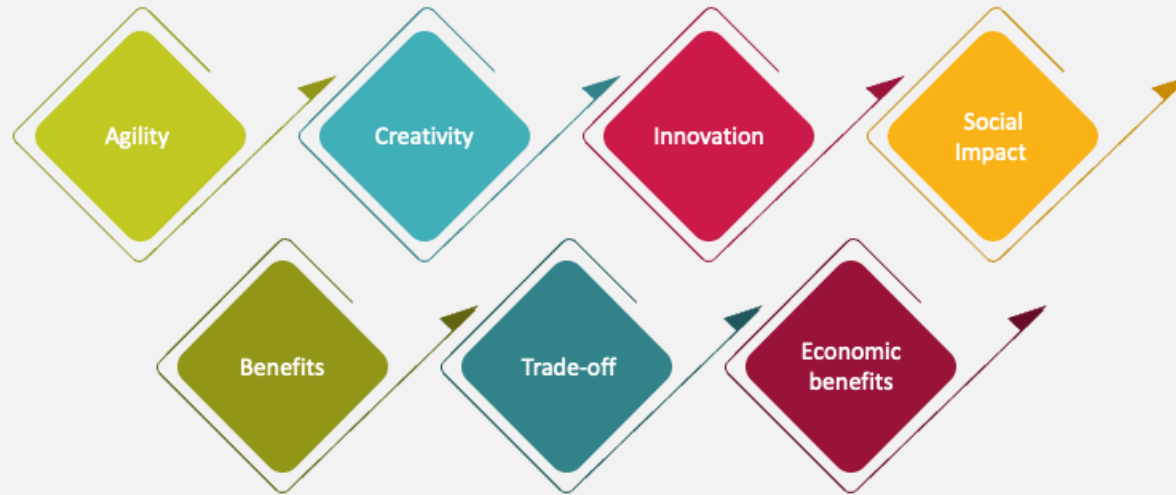 Agility
Creativity
Innovation
Social
Impact
Benefits
Trade-off
Economic
benefits